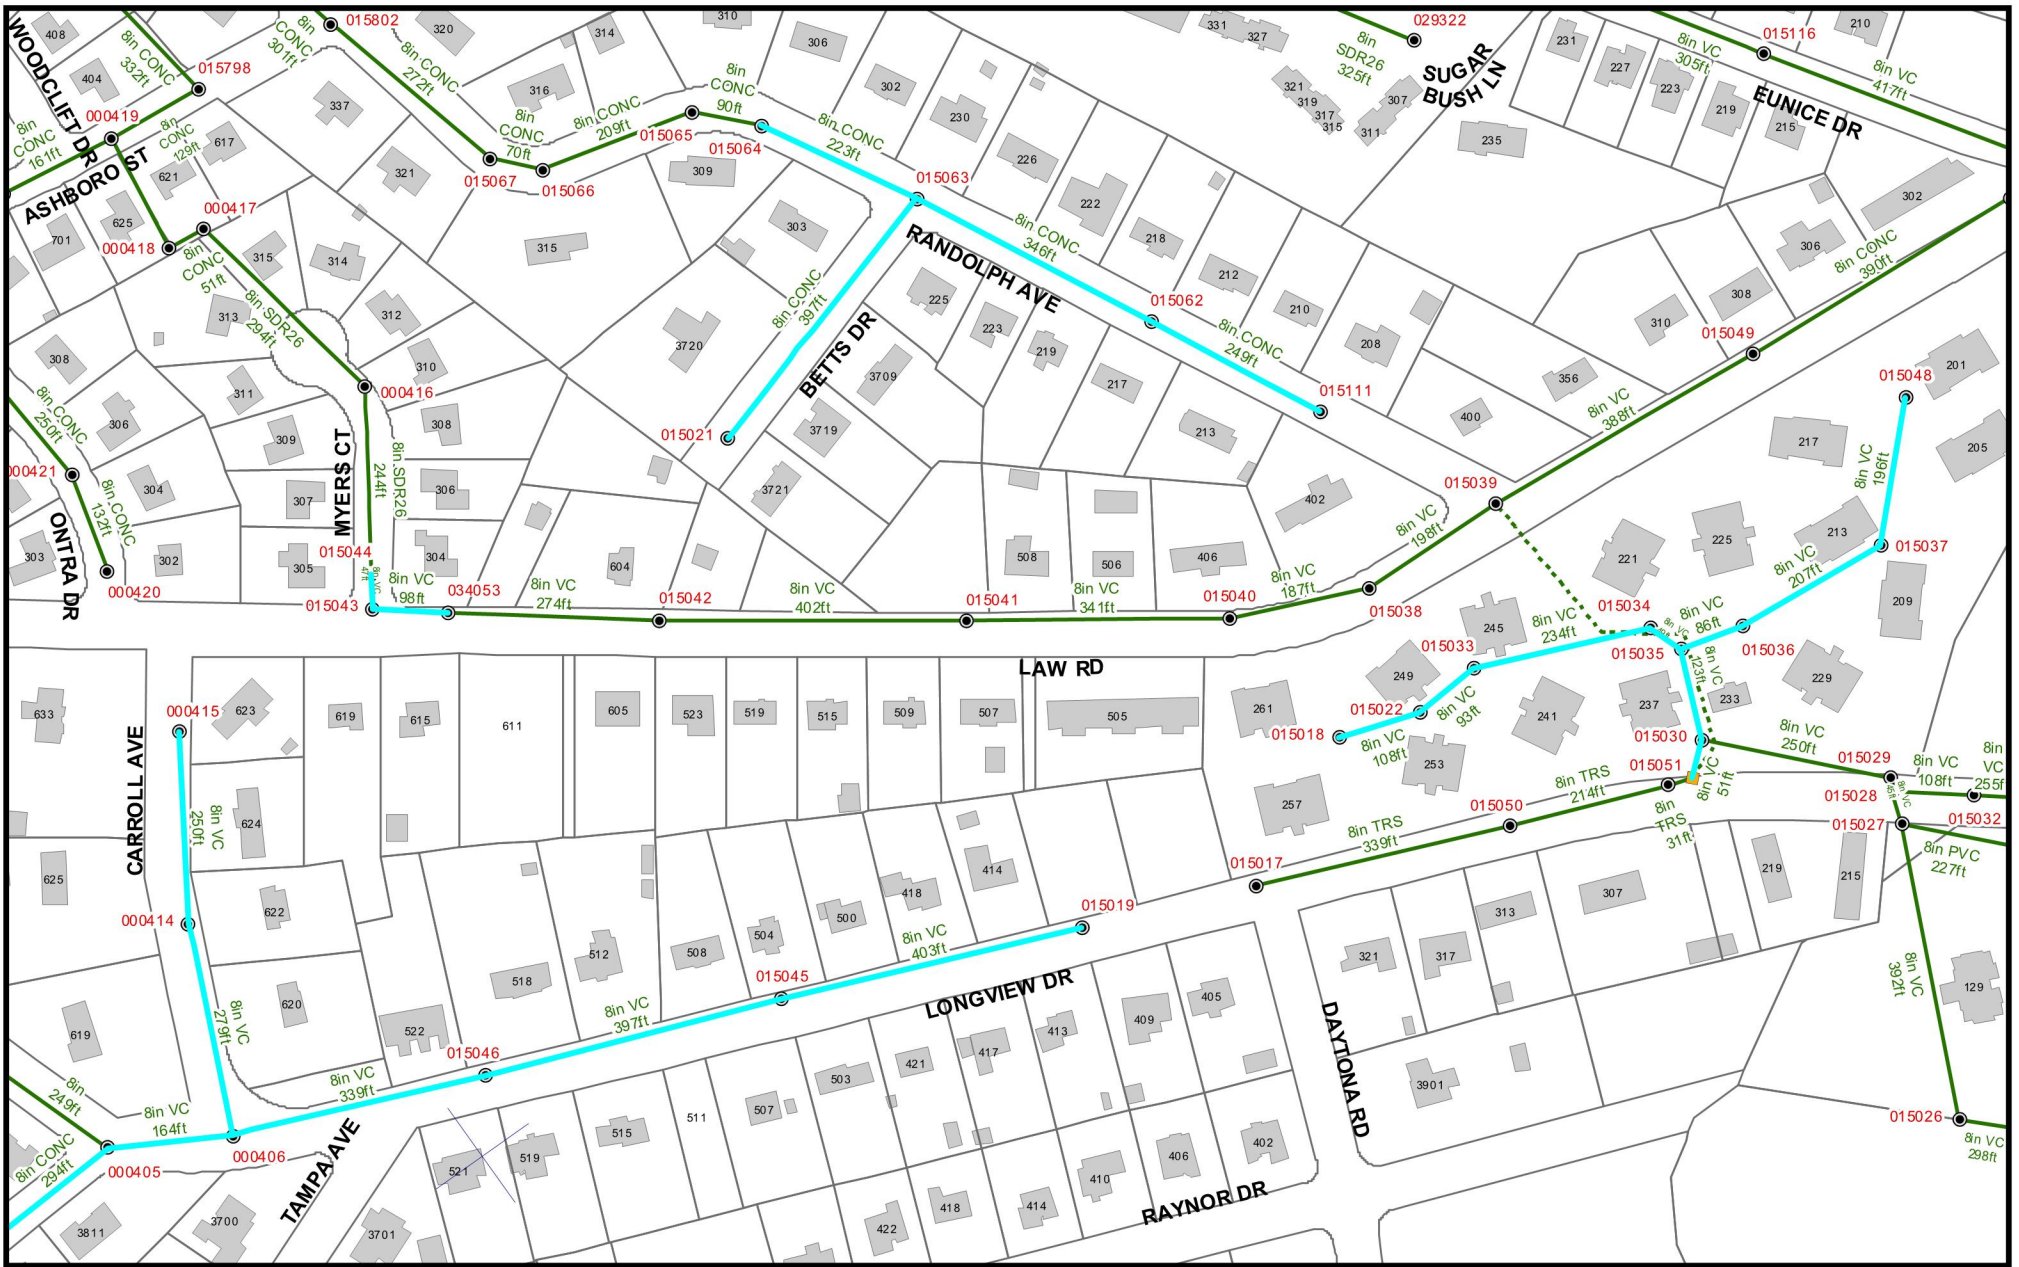 WOODCLIFT DR
408
404
8in CONC
332ft
015798
8in
CONC
301ft
015802
8in CONC
272ft
320
314
310
306
316
8in
CONC
90ft
302
230
226
222
218
212
210
208
331
327
321
319
317
315
307
311
8in
SDR26
325ft
029322
SUGAR
BUSH LN
231
227
223
219
215
235
8in VC
305ft
015116
210
8in VC
417ft
EUNICE DR
302
306
308
310
8in CONC
390ft
8in
CONC
161ft
000419
ASHBORO ST
8in
CONC
129ft
617
621
625
701
000417
000418
8in
CONC
51ft
337
321
015067
8in
CONC
70ft
015066
8in CONC
209ft
015065
015064
309
303
8in CONC
223ft
015063
315
314
312
313
8in SDR26
294ft
315
3720
8in CONC
397ft
BETTS DR
RANDOLPH AVE
8in CONC
346ft
015062
8in CONC
249ft
015111
225
223
219
217
213
3709
3719
3721
015021
308
306
304
302
303
8in CONC
250ft
000421
8in CONC
132ft
000420
ONTRA DR
311
309
307
305
310
308
306
304
000416
MYERS CT
8in SDR26
244ft
015044
015043
8in VC
98ft
034053
8in VC
274ft
604
015042
8in VC
402ft
015041
508
506
406
402
8in VC
341ft
015040
8in VC
187ft
015038
8in VC
198ft
015039
8in VC
388ft
015049
400
356
015048
201
205
217
8in VC
196ft
213
015037
8in VC
207ft
209
221
225
8in VC
86ft
015036
229
233
237
015034
015035
8in VC
123ft
8in VC
234ft
245
015033
249
015022
8in VC
93ft
015018
8in VC
108ft
253
241
261
257
015030
015051
8in VC
51ft
8in VC
250ft
015029
8in VC
108ft
8in
VC
255f
015028
015027
015032
8in PVC
227ft
LAW RD
633
625
619
CARROLL AVE
000415
623
624
622
620
8in VC
250ft
000414
8in VC
279ft
619
615
611
605
523
519
515
509
507
505
8in TRS
339ft
015017
015050
8in TRS
214ft
8in
TRS
31ft
8in VC
392ft
015026
8in VC
298ft
129
219
215
307
313
317
321
3901
DAYTONA RD
414
418
500
504
508
512
518
522
015019
8in VC
403ft
015045
8in VC
397ft
015046
8in VC
339ft
LONGVIEW DR
405
409
413
417
421
503
507
511
515
519
521
402
406
410
414
418
422
RAYNOR DR
8in
249ft
8in VC
164ft
000406
000405
8in CONC
294ft
TAMPA AVE
3811
3700
3701